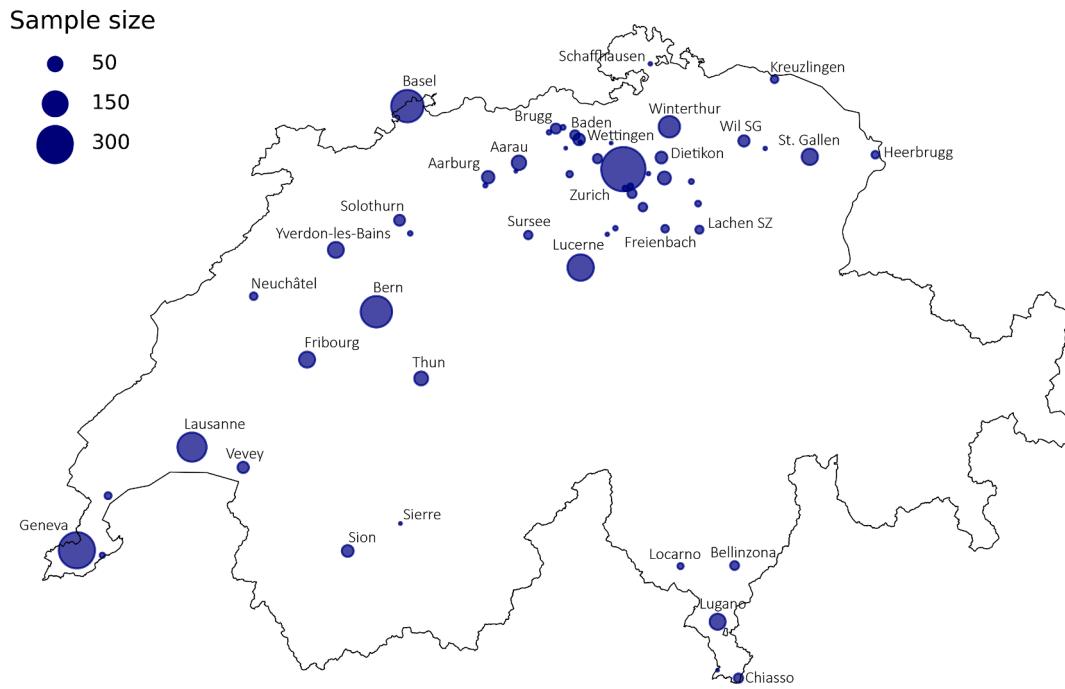 Sample size
50
150
300
Schaffhausen
Kreuzlingen
Basel
Winterthur
Brugg
Baden
Wettingen
Wil SG
St. Gallen
Heerbrugg
Aarau
Dietikon
Aarburg
Zurich
Solothurn
Sursee
Lachen SZ
Yverdon-les-Bains
Lucerne
Freienbach
Neuchâtel
Bern
Fribourg
Thun
Lausanne
Vevey
Geneva
Sierre
Sion
Locarno
Bellinzona
Lugano
Chiasso